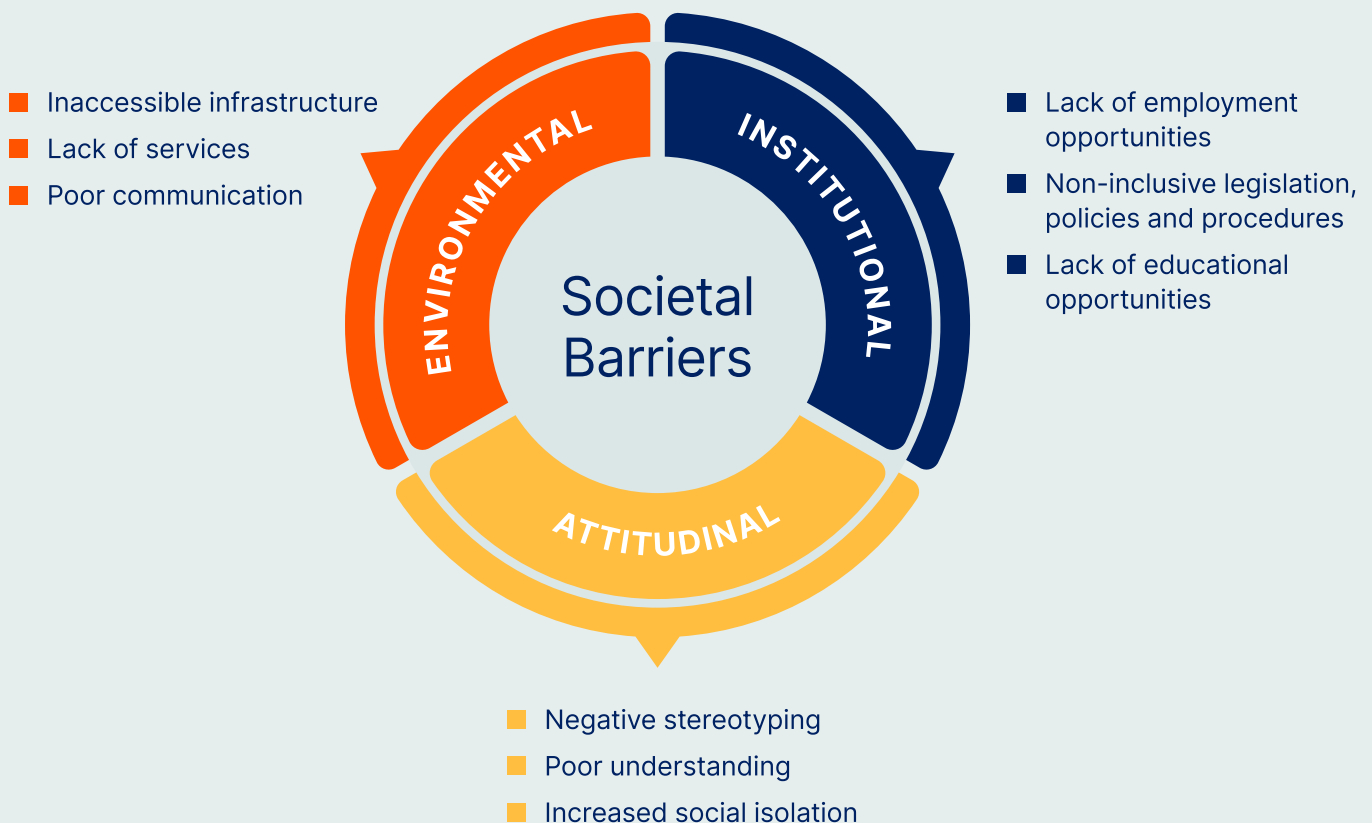 Inaccessible infrastructure
Lack of services
Poor communication
ENVIRONMENTAL
INSTITUTIONAL
Lack of employment
opportunities
Non-inclusive legislation,
policies and procedures
Lack of educational
opportunities
Societal
Barriers
ATTITUDINAL
Negative stereotyping
Poor understanding
Increased social isolation